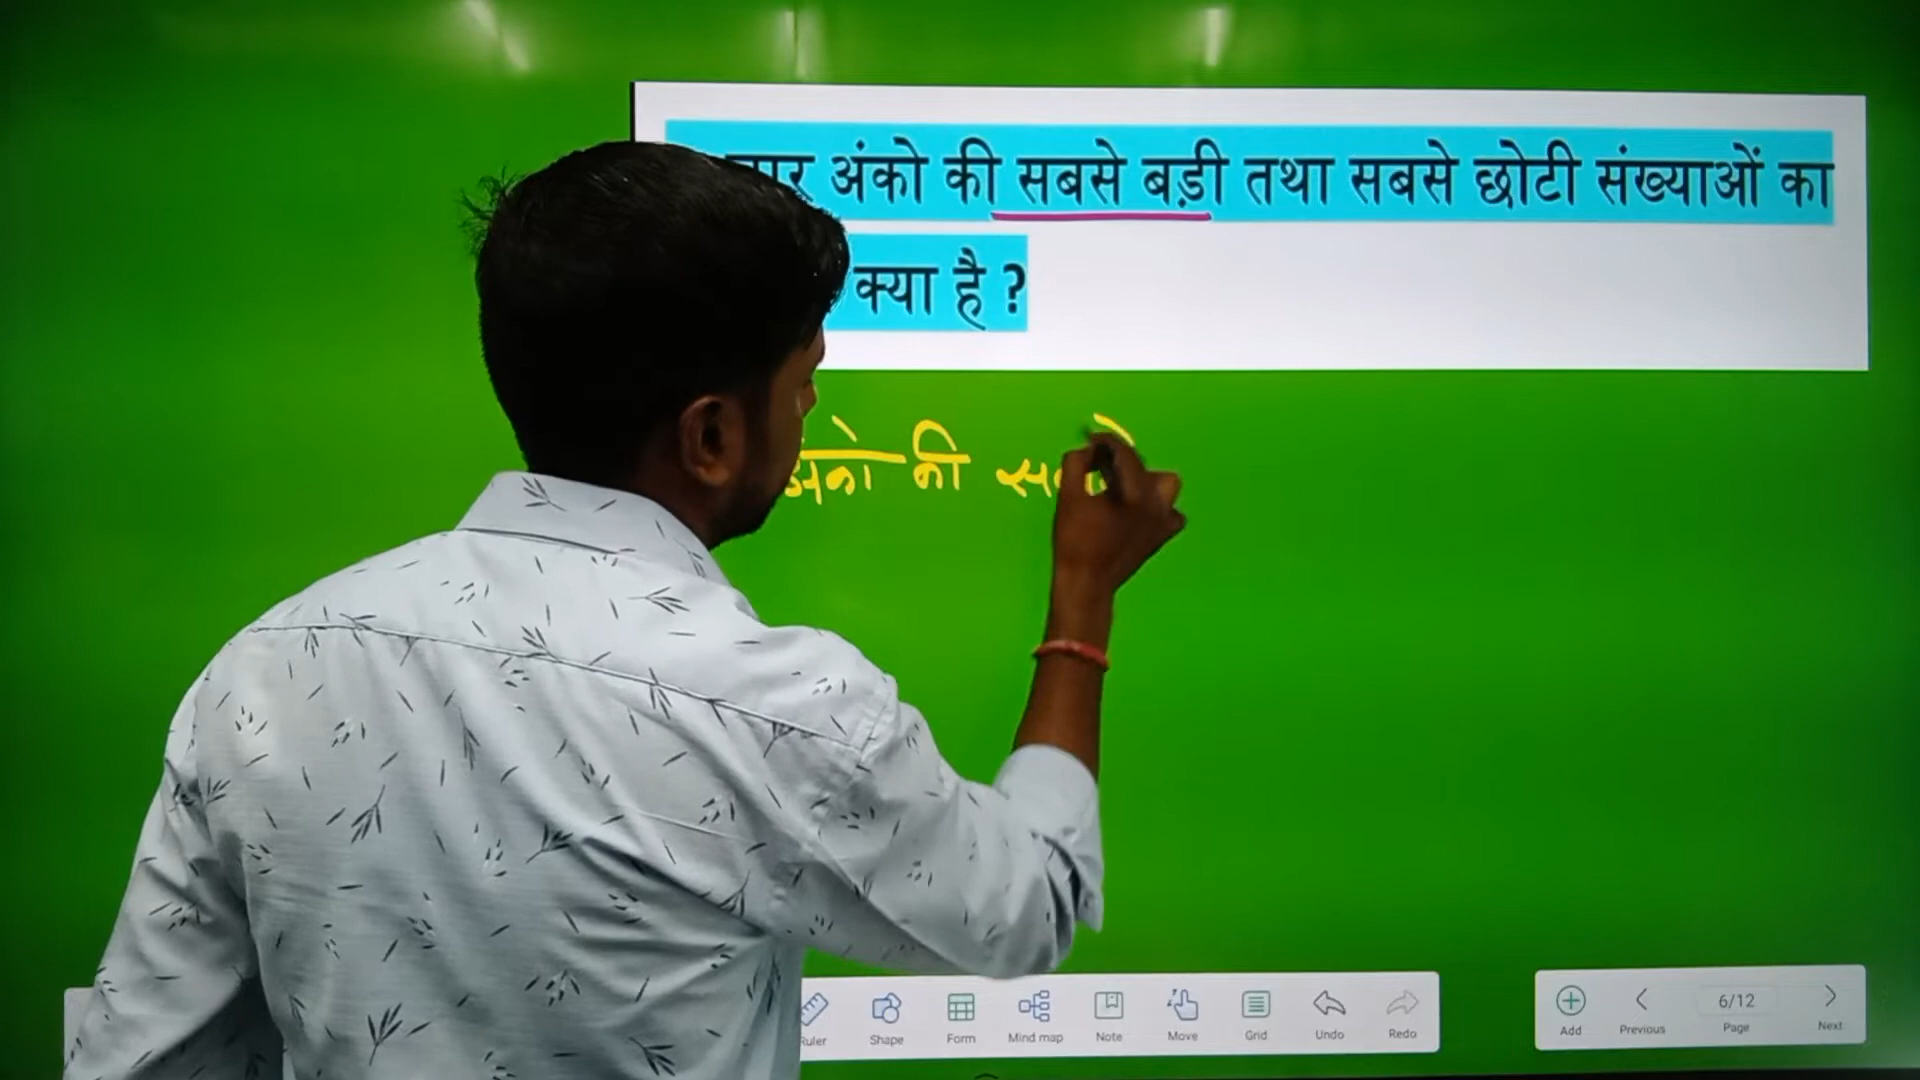 अंको की सबसे बड़ी तथा सबसे छोटी संख्याओं का
क्या है ?
अंको की
Shape Form Mind map Note Move Grid Undo Redo
Add Previous 6/12 Page Next